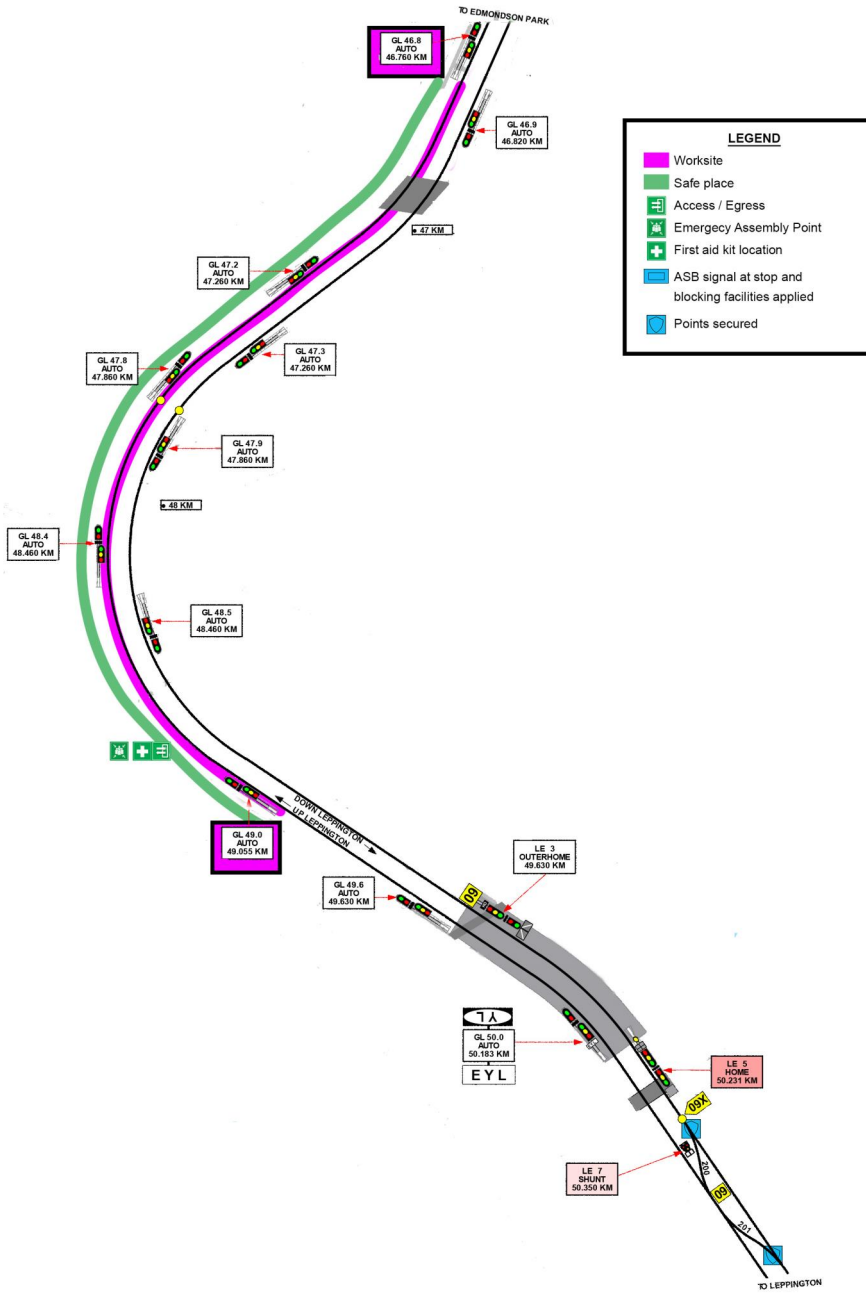 TO EDMONDSON PARK
GL 46.8
AUTO
46.760 KM
GL 46.9
AUTO
46.820 KM
LEGEND
Worksite
Safe place
Access / Egress
Emergecy Assembly Point
First aid kit location
ASB signal at stop and
blocking facilities applied
Points secured
47 KM
GL 47.2
AUTO
47.260 KM
GL 47.3
AUTO
47.260 KM
GL 47.8
AUTO
47.860 KM
GL 47.9
AUTO
47.860 KM
48 KM
GL 48.4
AUTO
48.460 KM
GL 48.5
AUTO
48.460 KM
DOWN LEPPINGTON
UP LEPPINGTON
GL 49.0
AUTO
49.055 KM
LE 3
OUTERHOME
49.630 KM
GL 49.6
AUTO
49.630 KM
60
YL
GL 50.0
AUTO
50.183 KM
EYL
LE 5
HOME
50.231 KM
X60
LE 7
SHUNT
50.350 KM
200
60
201
TO LEPPINGTON